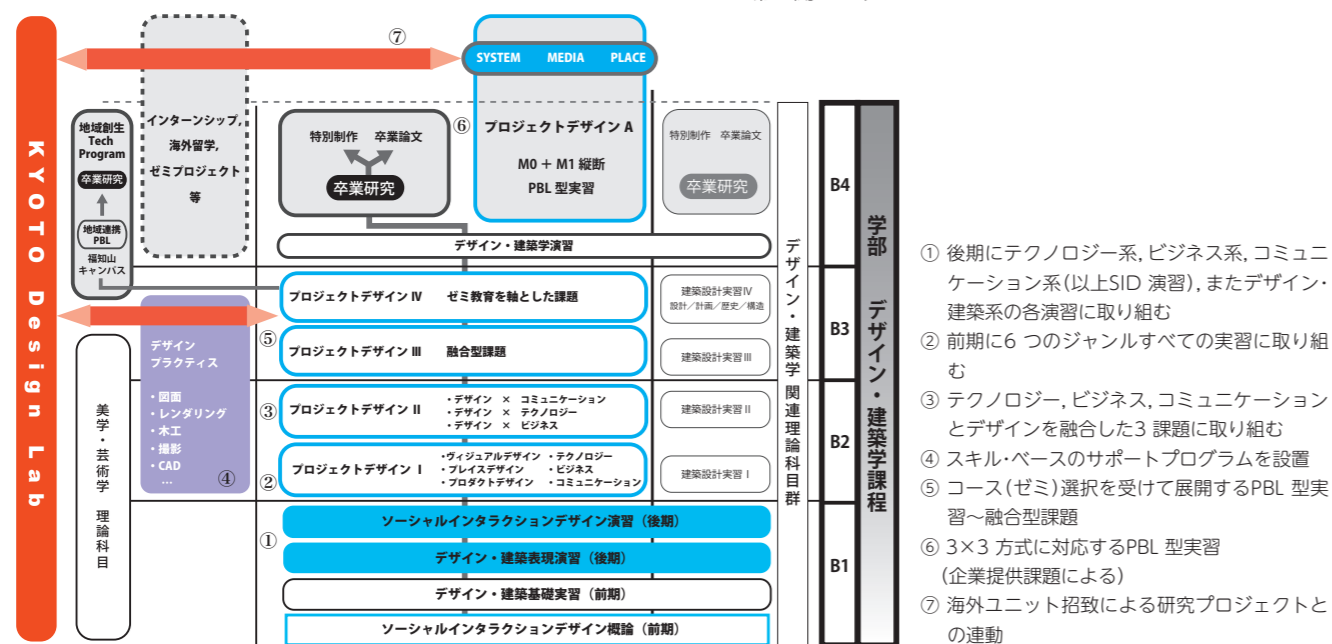 KYOTO Design Lab
⑦
SYSTEM MEDIA PLACE
地域創生
Tech
Program
卒業研究
地域連携
PBL
福知山
キャンパス
インターンシップ,
海外留学,
ゼミプロジェクト
等
特別制作 卒業論文
卒業研究
⑥
プロジェクトデザイン A
M0 + M1 縦断
PBL 型実習
特別制作 卒業論文
卒業研究
デザイン・建築学演習
プロジェクトデザイン Ⅳ ゼミ教育を軸とした課題
建築設計実習Ⅳ
設計／計画／歴史／構造
⑤
プロジェクトデザイン Ⅲ 融合型課題
建築設計実習Ⅲ
③
プロジェクトデザイン Ⅱ
・デザイン × コミュニケーション
・デザイン × テクノロジー
・デザイン × ビジネス
建築設計実習Ⅱ
②
プロジェクトデザイン Ⅰ
・ヴィジュアルデザイン ・テクノロジー
・プレイスデザイン ・ビジネス
・プロダクトデザイン ・コミュニケーション
建築設計実習Ⅰ
デザイン
プラクティス
・図面
・レンダリング
・木工
・撮影
・CAD
…
④
美学・芸術学 理論科目
①
ソーシャルインタラクションデザイン演習（後期）
デザイン・建築表現演習（後期）
デザイン・建築基礎実習（前期）
ソーシャルインタラクションデザイン概論（前期）
デザイン・建築学 関連理論科目群
B4
B3
B2
B1
学部 デザイン・建築学課程
① 後期にテクノロジー系, ビジネス系, コミュニ
ケーション系(以上SID 演習), またデザイン・
建築系の各演習に取り組む
② 前期に6 つのジャンルすべての実習に取り組
む
③ テクノロジー, ビジネス, コミュニケーション
とデザインを融合した3 課題に取り組む
④ スキル・ベースのサポートプログラムを設置
⑤ コース(ゼミ)選択を受けて展開するPBL 型実
習～融合型課題
⑥ 3×3 方式に対応するPBL 型実習
(企業提供課題による)
⑦ 海外ユニット招致による研究プロジェクトと
の連動